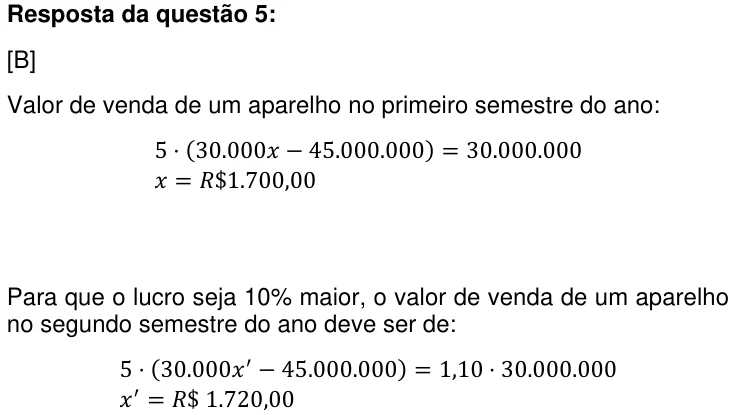 Resposta da questão 5:
[B]
Valor de venda de um aparelho no primeiro semestre do ano:
5 · (30.000x − 45.000.000) = 30.000.000
x = R$1.700,00
Para que o lucro seja 10% maior, o valor de venda de um aparelho
no segundo semestre do ano deve ser de:
5 · (30.000x′ − 45.000.000) = 1,10 · 30.000.000
x′ = R$ 1.720,00